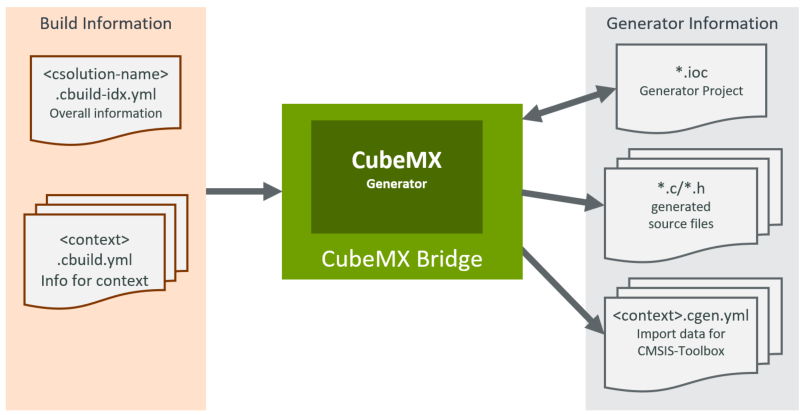 Build Information
<csolution-name>
.cbuild-idx.yml
Overall information
<context>
.cbuild.yml
Info for context
CubeMX
Generator
CubeMX Bridge
Generator Information
*.ioc
Generator Project
*.c/*.h
generated
source files
<context>.cgen.yml
Import data for
CMSIS-Toolbox